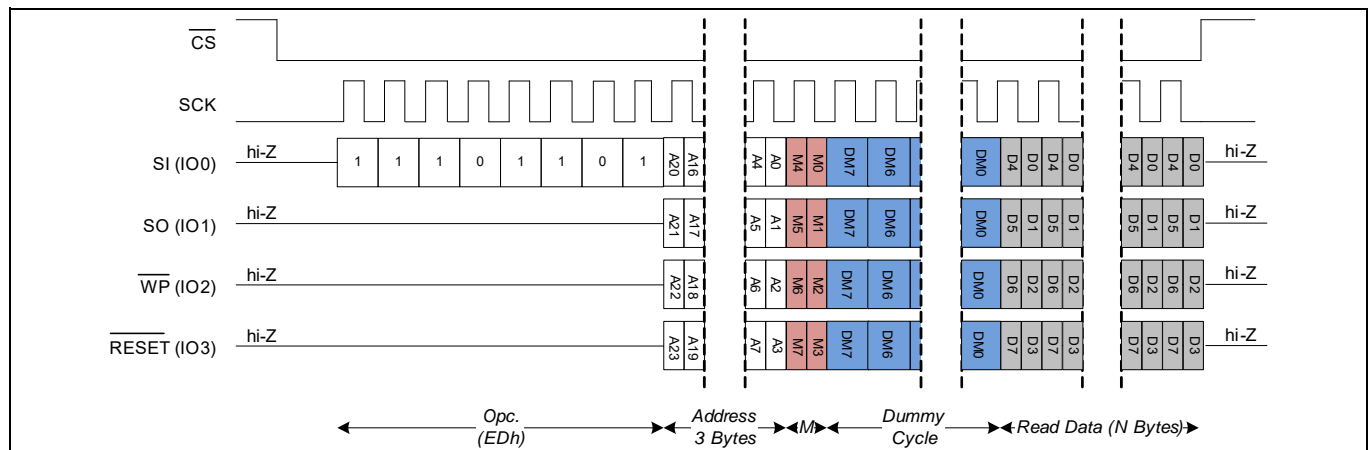 CS
SCK
SI (IO0) hi-Z 1 1 1 0 1 1 0 1 A20 A16 A4 A0 M4 M0 DM7 DM6 DM0 D4 D0 D4 D0 D4 D0 D4 D0 hi-Z
SO (IO1) hi-Z A21 A17 A5 A1 M5 M1 DM7 DM6 DM0 D5 D1 D5 D1 D5 D1 D5 D1 hi-Z
WP (IO2) hi-Z A22 A18 A6 A2 M6 M2 DM7 DM6 DM0 D6 D2 D6 D2 D6 D2 D6 D2 hi-Z
RESET (IO3) hi-Z A23 A19 A7 A3 M7 M3 DM7 DM6 DM0 D7 D3 D7 D3 D7 D3 D7 D3 hi-Z
Opc. Address M Dummy Read Data (N Bytes)
(EDh) 3 Bytes Cycle